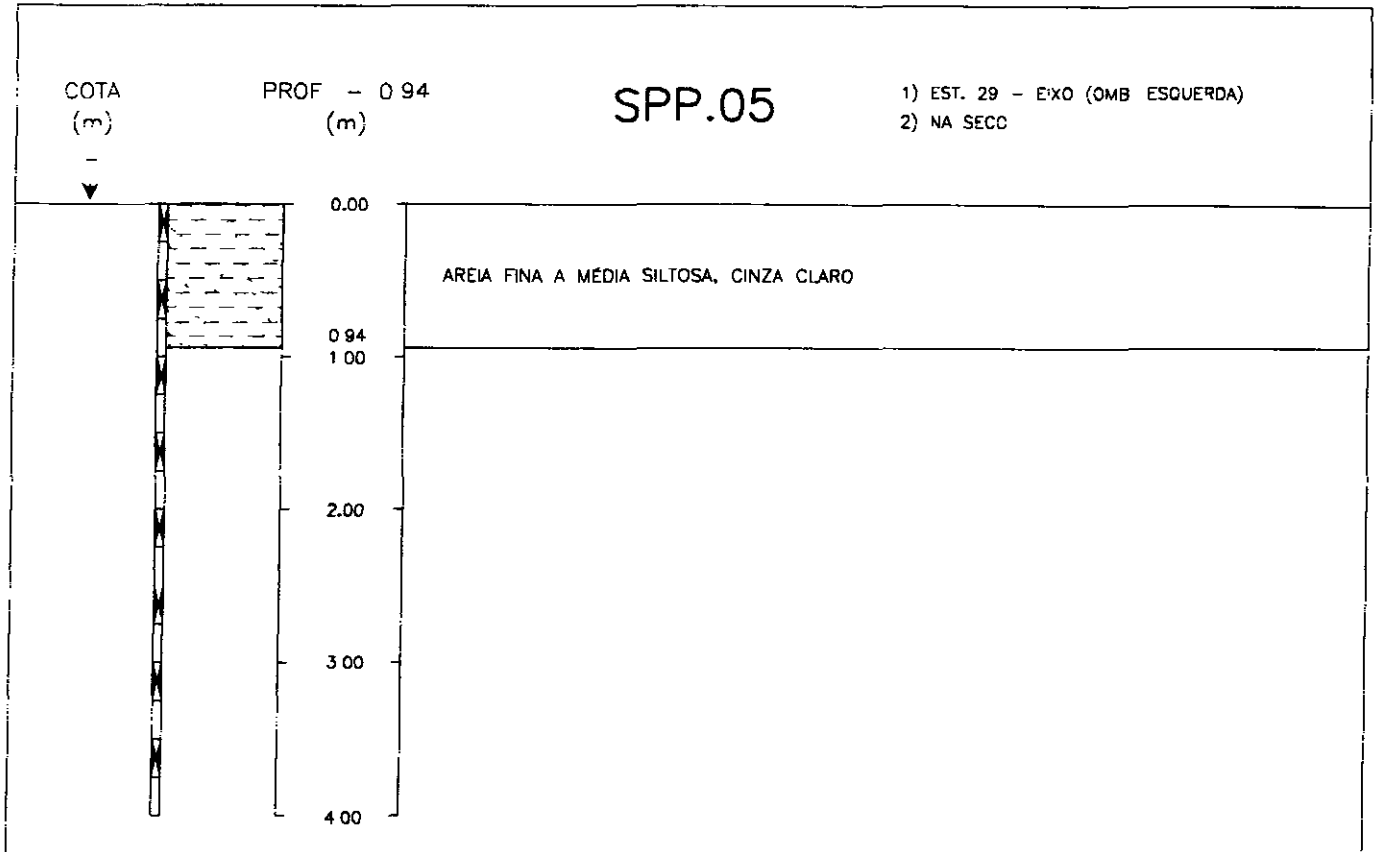 COTA
(m)
-
PROF - 0 94
(m)
SPP.05
1) EST. 29 - EIXO (OMB ESQUERDA)
2) NA SECO
0.00
AREIA FINA A MÉDIA SILTOSA, CINZA CLARO
0 94
1 00
2.00
3 00
4 00